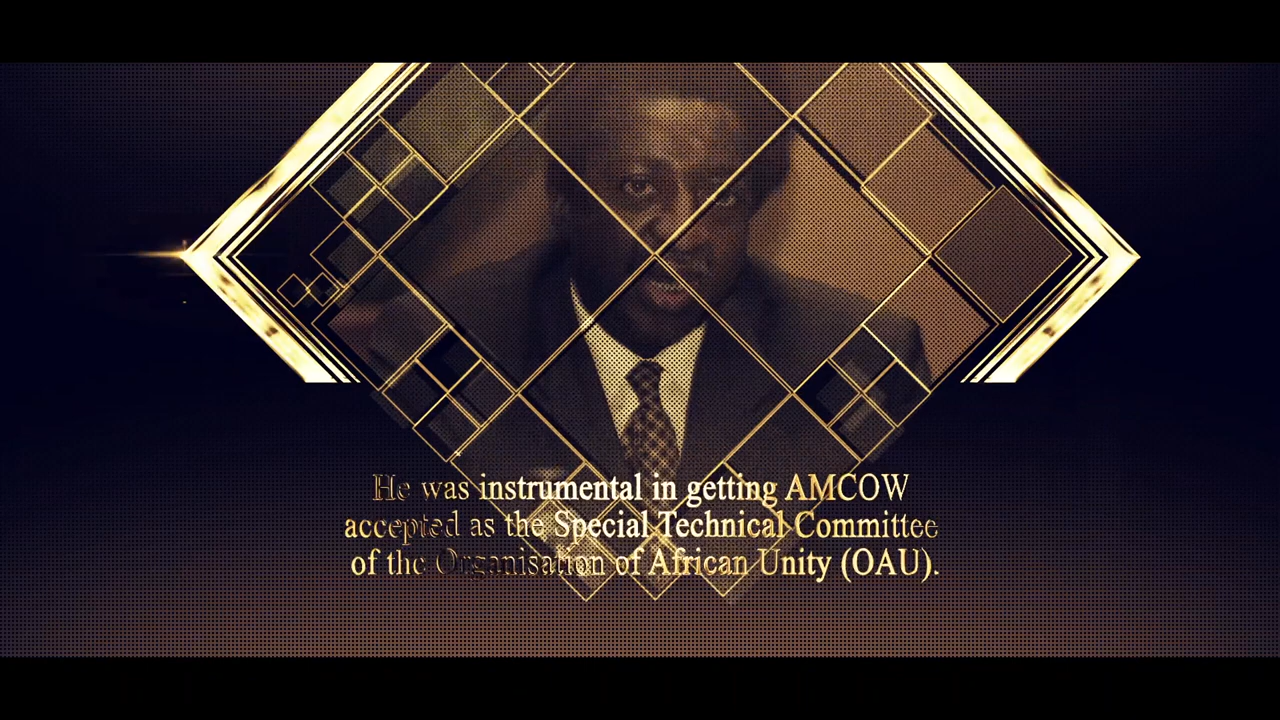 He was instrumental in getting AMCOW
accepted as the Special Technical Committee
of the Organisation of African Unity (OAU).